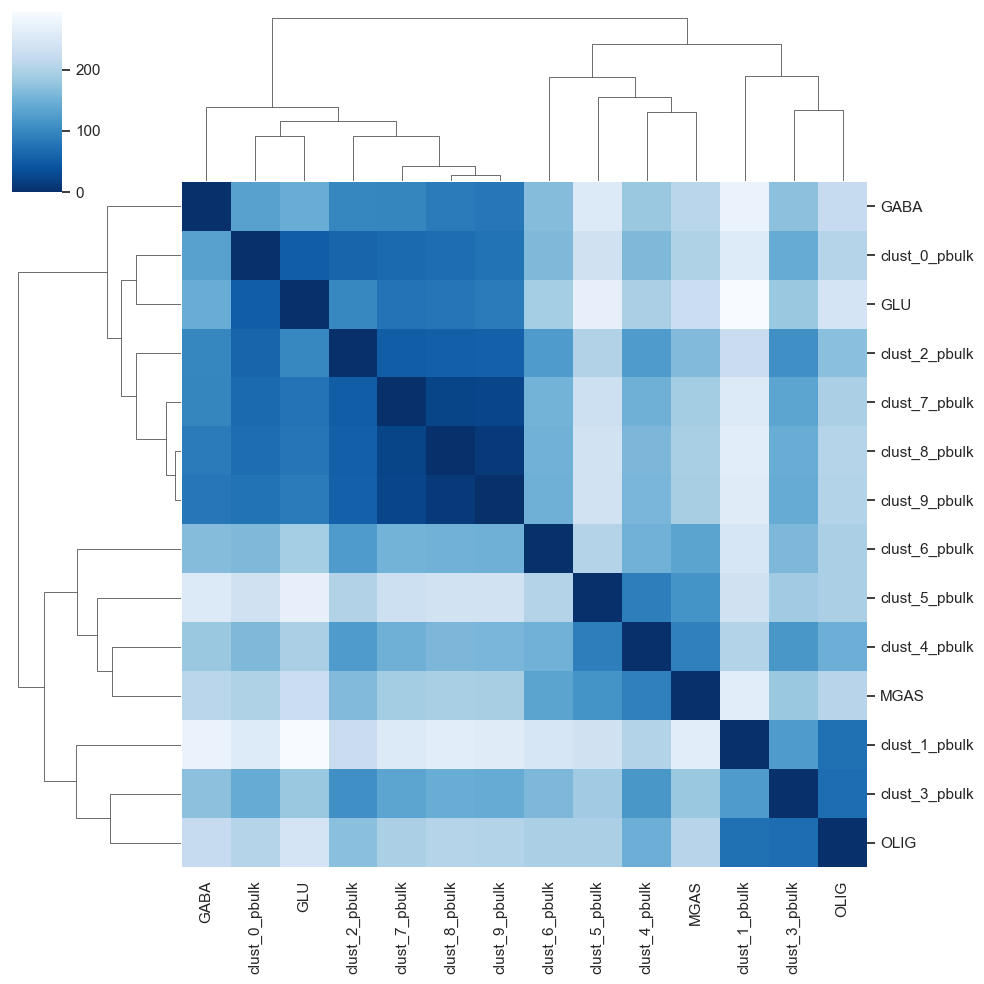 200
100
0
GABA
clust_0_pbulk
GLU
clust_2_pbulk
clust_7_pbulk
clust_8_pbulk
clust_9_pbulk
clust_6_pbulk
clust_5_pbulk
clust_4_pbulk
MGAS
clust_1_pbulk
clust_3_pbulk
OLIG
GABA
clust_0_pbulk
GLU
clust_2_pbulk
clust_7_pbulk
clust_8_pbulk
clust_9_pbulk
clust_6_pbulk
clust_5_pbulk
clust_4_pbulk
MGAS
clust_1_pbulk
clust_3_pbulk
OLIG